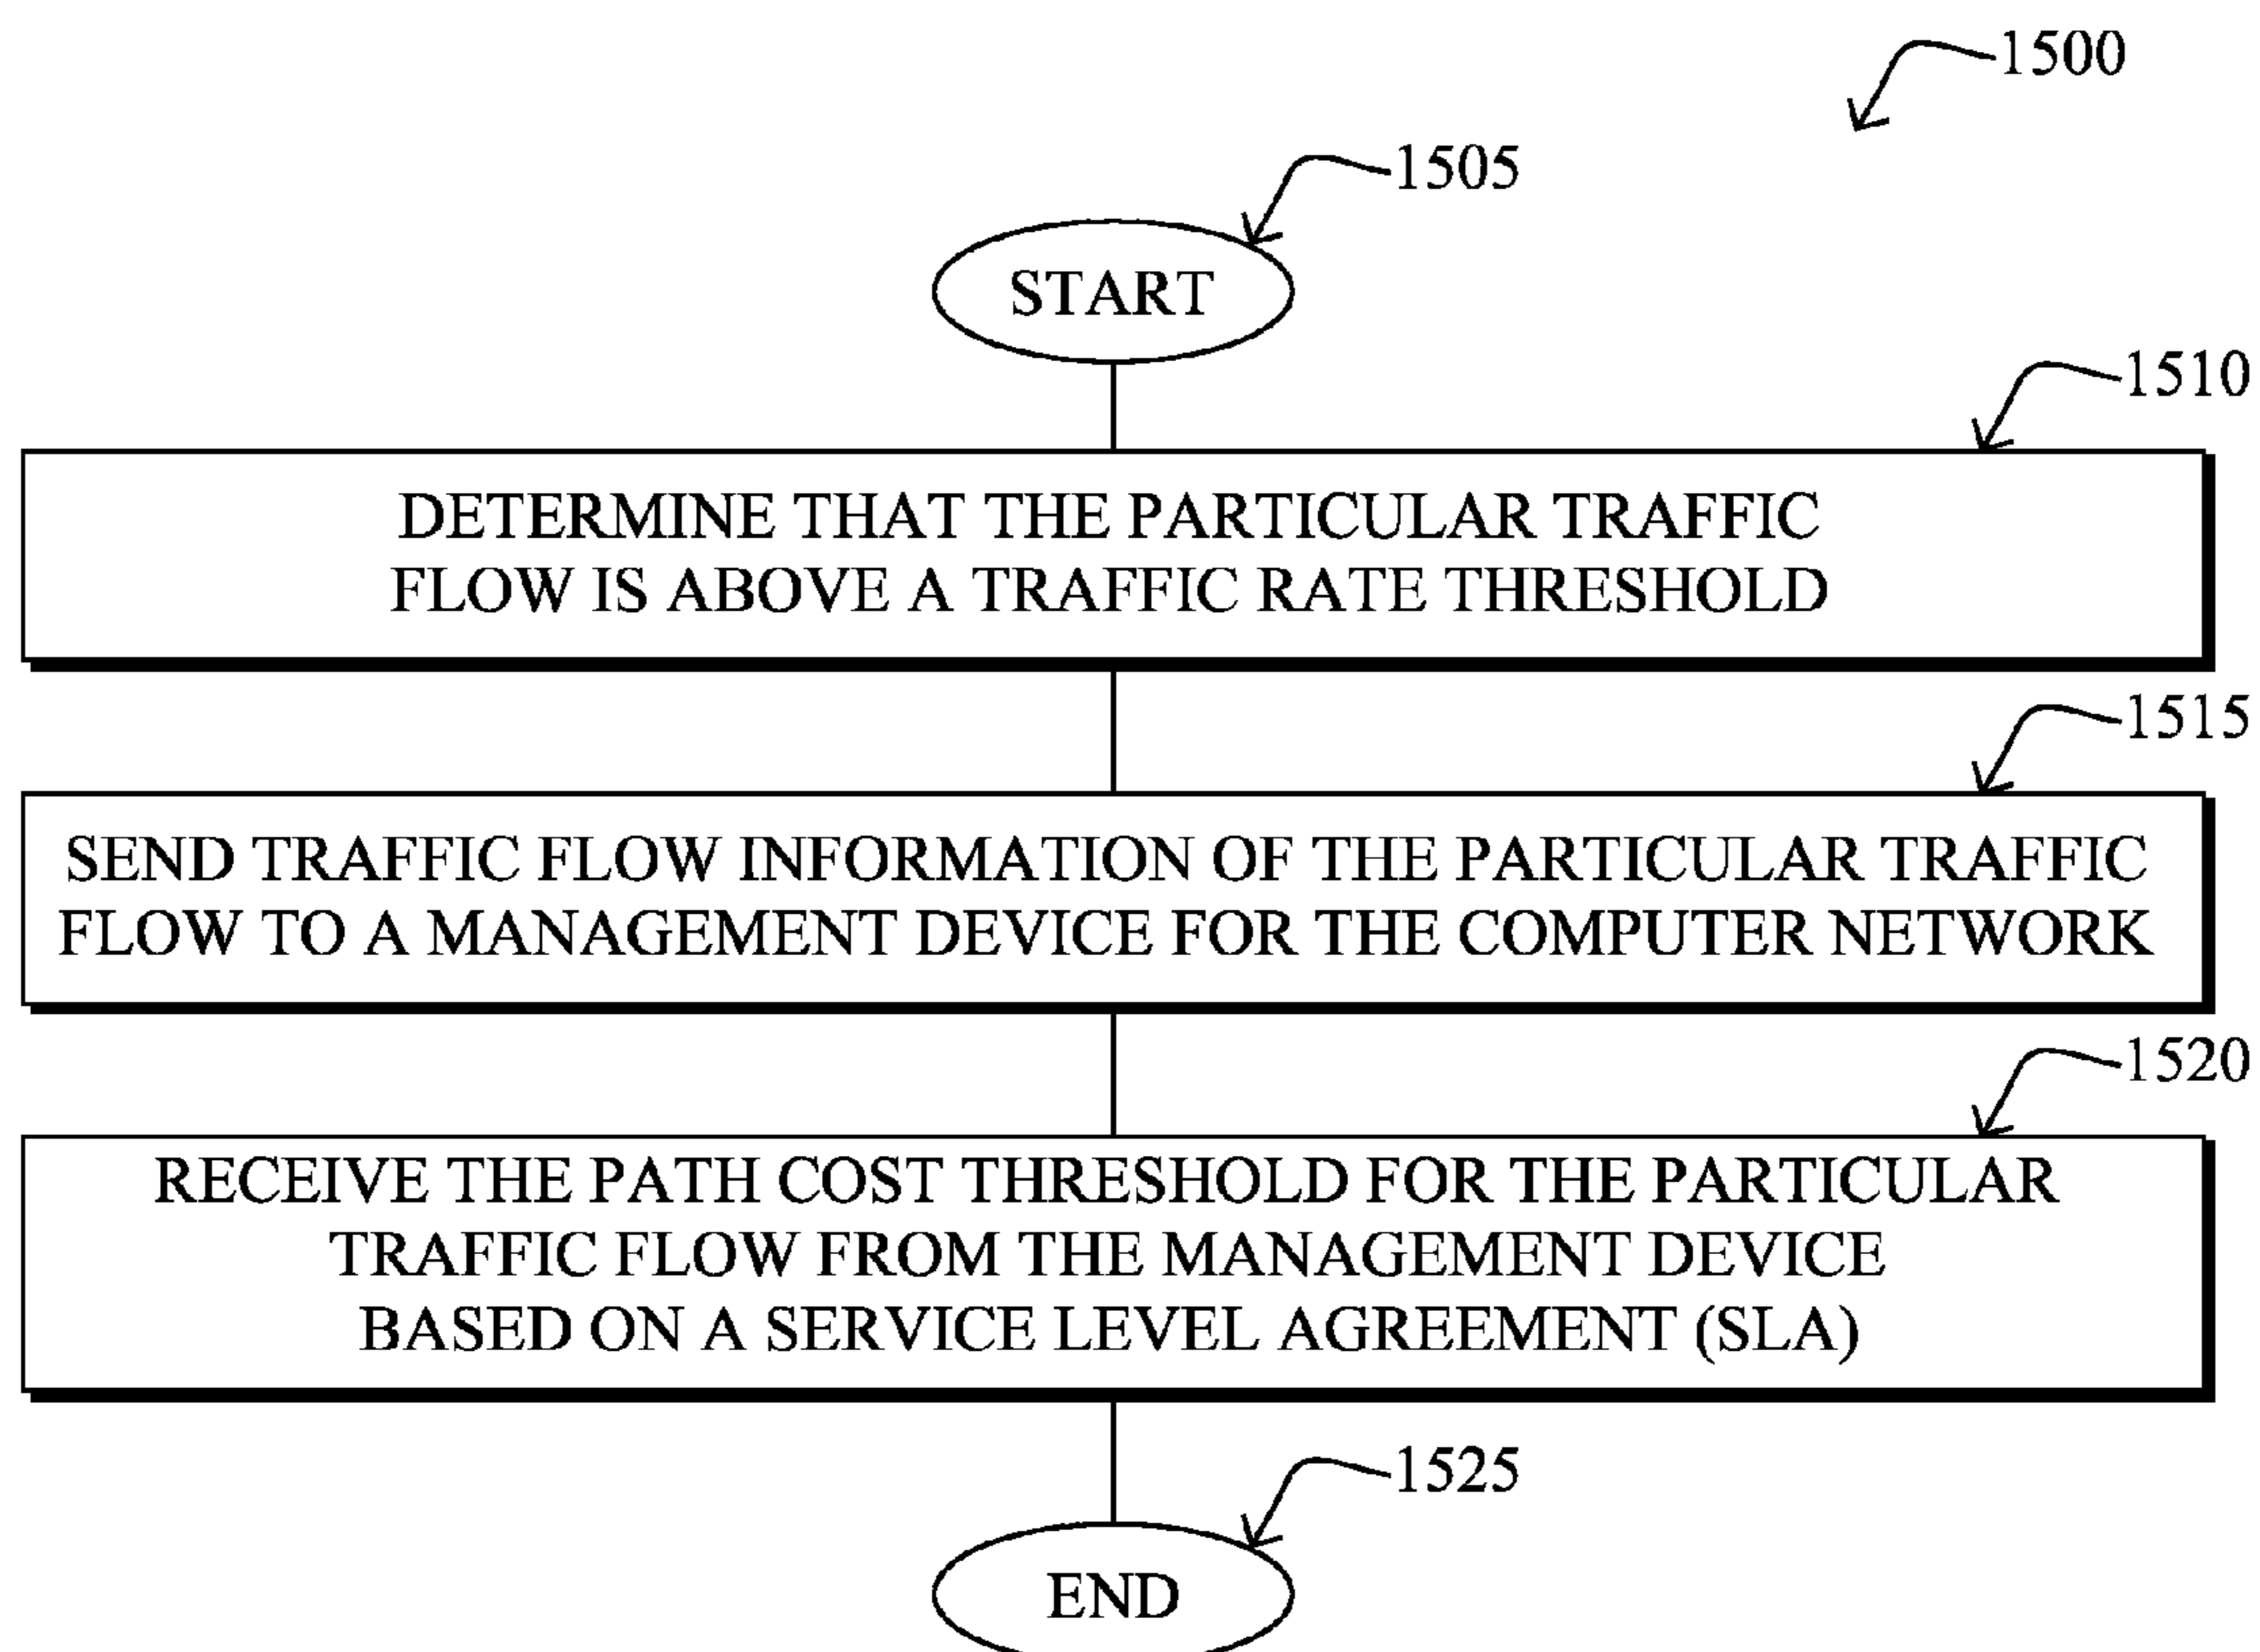 1500
1505
START
1510
DETERMINE THAT THE PARTICULAR TRAFFIC
FLOW IS ABOVE A TRAFFIC RATE THRESHOLD
1515
SEND TRAFFIC FLOW INFORMATION OF THE PARTICULAR TRAFFIC
FLOW TO A MANAGEMENT DEVICE FOR THE COMPUTER NETWORK
1520
RECEIVE THE PATH COST THRESHOLD FOR THE PARTICULAR
TRAFFIC FLOW FROM THE MANAGEMENT DEVICE
BASED ON A SERVICE LEVEL AGREEMENT (SLA)
1525
END